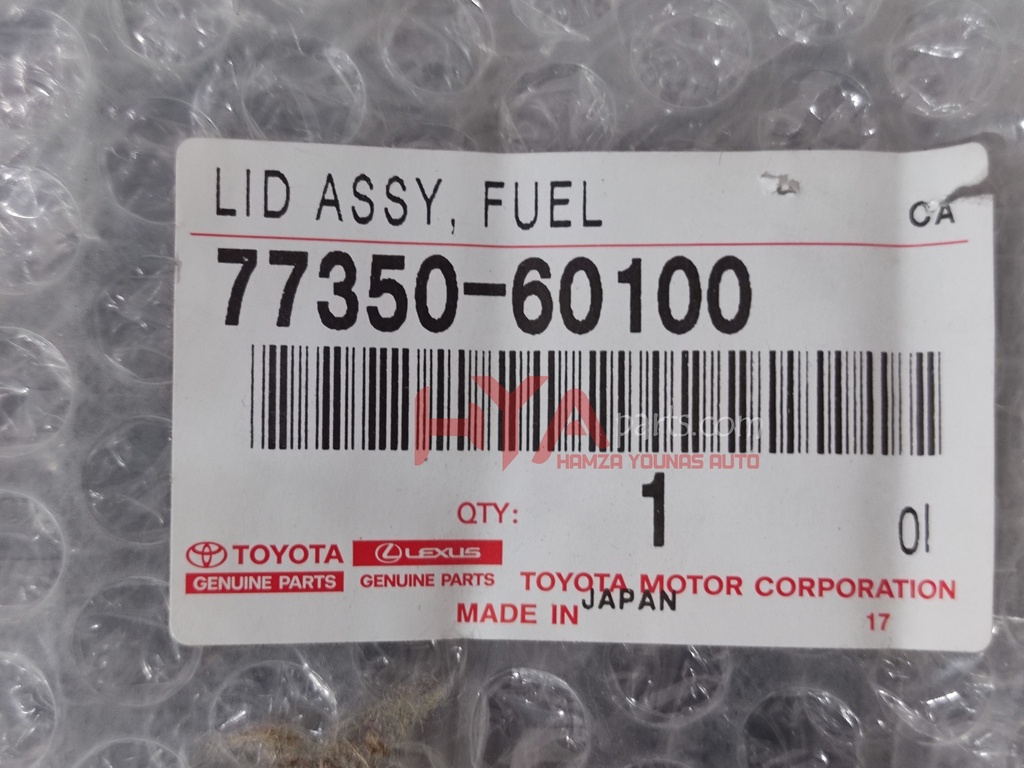 LID ASSY, FUEL
CA
77350-60100
HYA parts.com
HAMZA YOUNAS AUTO
QTY: 1
01
TOYOTA LEXUS
GENUINE PARTS GENUINE PARTS
TOYOTA MOTOR CORPORATION
MADE IN JAPAN
17